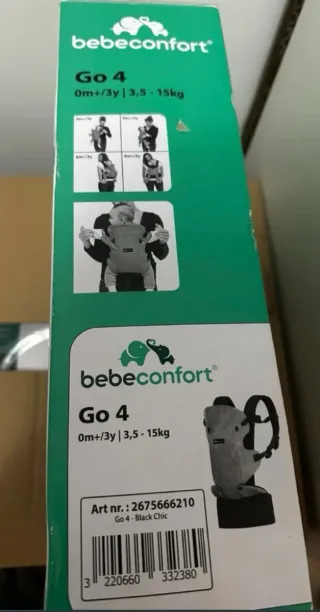 bebeconfort®
Go 4
0m+/3y | 3,5 - 15kg
bebeconfort®
Go 4
0m+/3y | 3,5 - 15kg
Art nr. : 2675666210
Go 4 - Black Chic
3 220660 332380